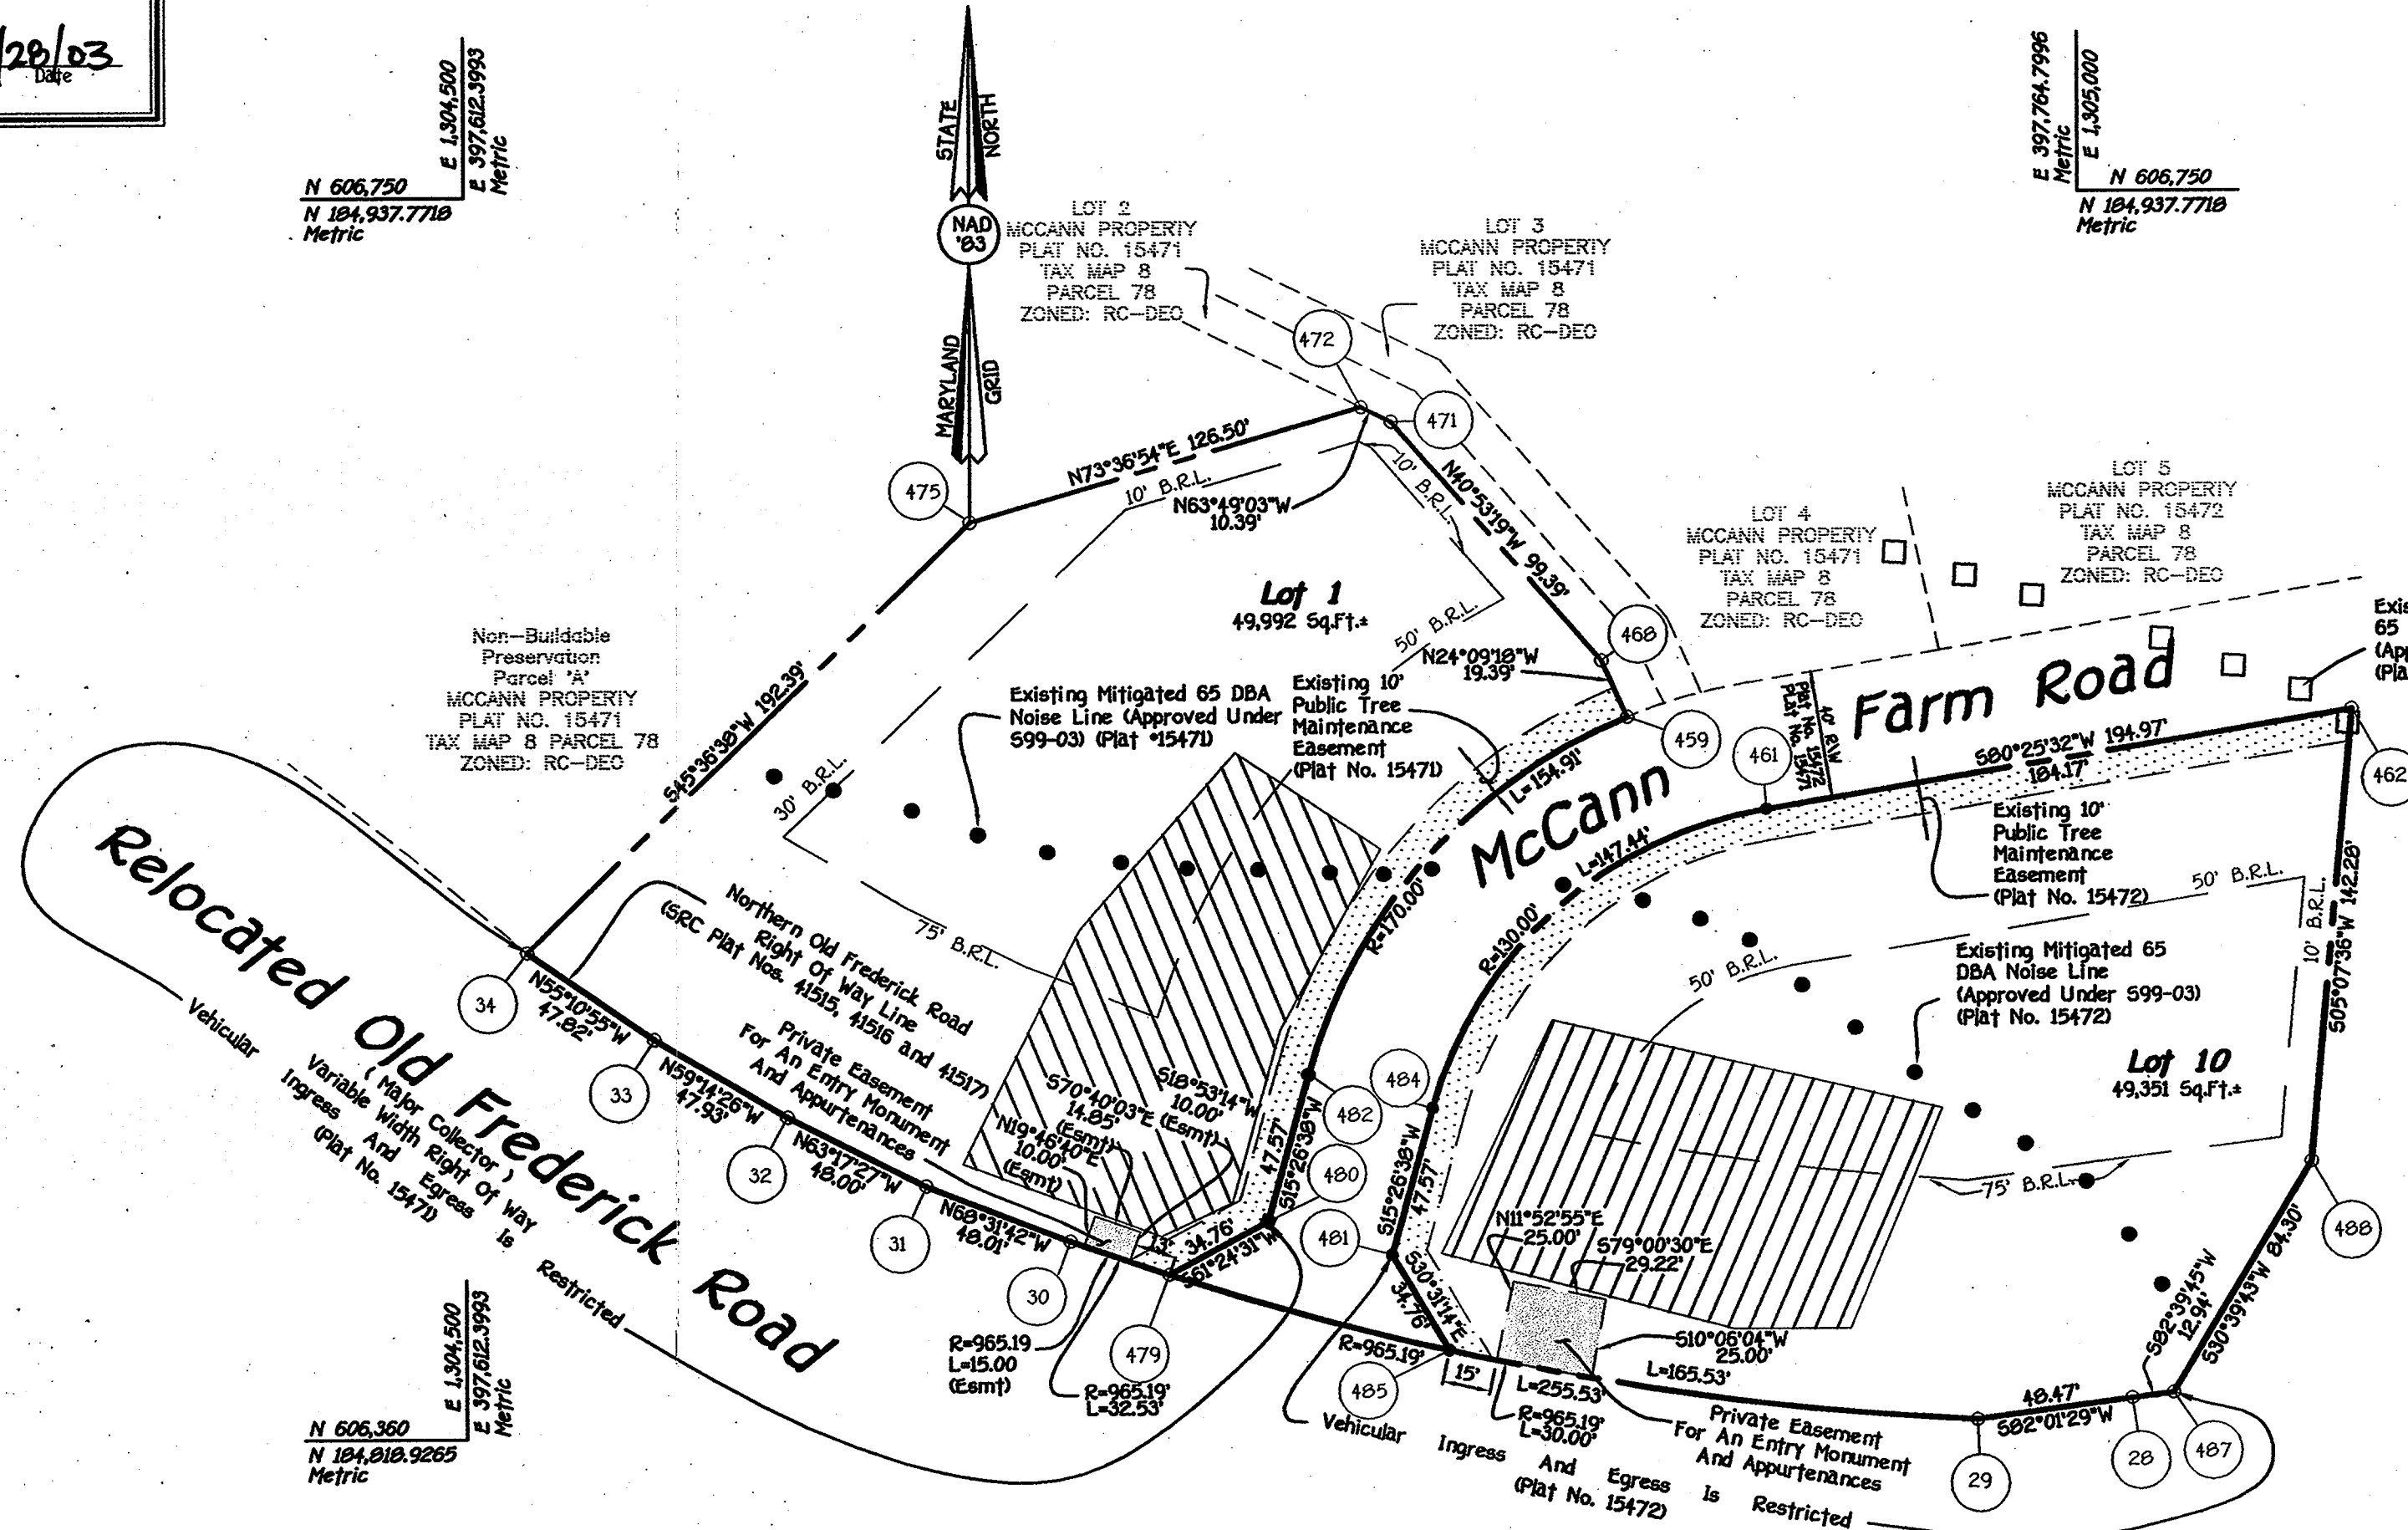 /28/03
Date
E 1,304,500
E 397,612.3993
Metric
N 606,750
N 184,937.7718
Metric
STATE
NORTH
NAD
'83
MARYLAND
GRID
E 397,764.7996
Metric
E 1,305,000
N 606,750
N 184,937.7718
Metric
LOT 2
MCCANN PROPERTY
PLAT NO. 15471
TAX MAP 8
PARCEL 78
ZONED: RC-DEO
LOT 3
MCCANN PROPERTY
PLAT NO. 15471
TAX MAP 8
PARCEL 78
ZONED: RC-DEO
472
471
475
N73°36'54"E 126.50'
10' B.R.L.
N63°49'03"W
10.39'
10' B.R.L.
N40°53'19"W 99.39'
LOT 4
MCCANN PROPERTY
PLAT NO. 15471
TAX MAP 8
PARCEL 78
ZONED: RC-DEO
LOT 5
MCCANN PROPERTY
PLAT NO. 15472
TAX MAP 8
PARCEL 78
ZONED: RC-DEO
Lot 1
49,992 Sq.Ft.±
50' B.R.L.
468
N24°09'18"W
19.39'
Non-Buildable
Preservation
Parcel 'A'
MCCANN PROPERTY
PLAT NO. 15471
TAX MAP 8 PARCEL 78
ZONED: RC-DEO
S45°36'38"W 192.39'
Existing Mitigated 65 DBA
Noise Line (Approved Under
S99-03) (Plat *15471)
Existing 10'
Public Tree
Maintenance
Easement
(Plat No. 15471)
30' B.R.L.
459
461
40' R/W
Plat No. 15472
Plat No. 15471
McCann Farm Road
S80°25'32"W 194.97'
184.17'
462
Exis
65
(App
(Pla
L=154.91'
R=170.00'
L=147.44'
R=130.00'
Existing 10'
Public Tree
Maintenance
Easement
(Plat No. 15472)
50' B.R.L.
50' B.R.L.
10' B.R.L.
S05°07'36"W 142.28'
Existing Mitigated 65
DBA Noise Line
(Approved Under S99-03)
(Plat No. 15472)
Lot 10
49,351 Sq.Ft.±
75' B.R.L.
488
75' B.R.L.
Northern Old Frederick Road
Right Of Way Line
(SRC Plat Nos. 41515, 41516 and 41517)
Private Easement
For An Entry Monument
And Appurtenances
S70°40'03"E (Esmt)
14.85'
(Esmt)
S18°53'14"W
10.00'
(Esmt)
N19°46'40"E
10.00'
(Esmt)
Relocated Old Frederick Road
( Major Collector )
Variable Width Right Of Way
Vehicular Ingress And Egress Is Restricted
(Plat No. 15471)
34
N55°10'55"W
47.82'
33
N59°14'26"W
47.93'
32
N63°17'27"W
48.00'
31
N68°31'42"W
48.01'
30
13'
34.76'
S61°24'31"W
47.57'
S15°26'38"W
482
480
484
481
S15°26'38"W
47.57'
S30°31'14"E
34.76'
N11°52'55"E
25.00'
S79°00'30"E
29.22'
S10°06'04"W
25.00'
R=965.19
L=15.00
(Esmt)
479
R=965.19'
L=32.53'
R=965.19'
485
15'
L=255.53'
L=165.53'
R=965.19'
L=30.00'
Private Easement
For An Entry Monument
And Appurtenances
Vehicular Ingress And Egress Is Restricted
(Plat No. 15472)
48.47'
S82°01'29"W
S82°39'45"W
12.94'
S30°39'43"W 84.30'
29
28
487
E 1,304,500
E 397,612.3993
Metric
N 606,360
N 184,818.9265
Metric